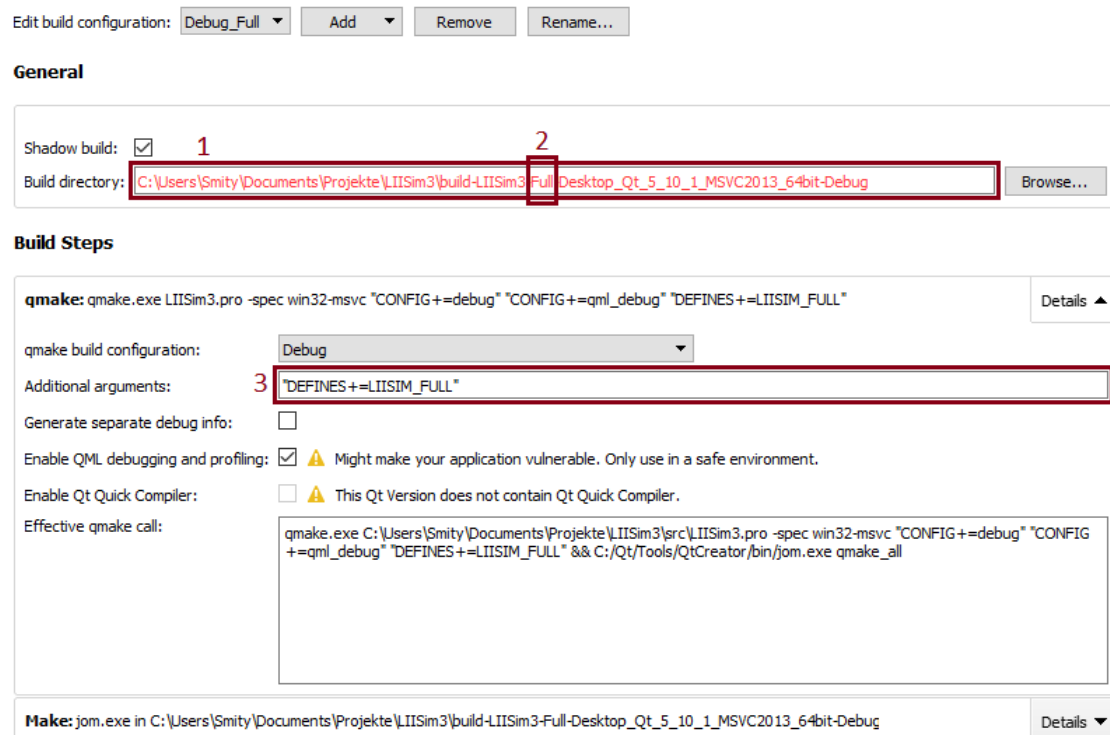 Edit build configuration: Debug_Full Add Remove Rename...
General
Shadow build: 1 2
Build directory: C:\Users\Smity\Documents\Projekte\LIISim3\build-LIISim3-Full-Desktop_Qt_5_10_1_MSVC2013_64bit-Debug Browse...
Build Steps
qmake: qmake.exe LIISim3.pro -spec win32-msvc "CONFIG+=debug" "CONFIG+=qml_debug" "DEFINES+=LIISIM_FULL" Details
qmake build configuration: Debug
Additional arguments: 3 "DEFINES+=LIISIM_FULL"
Generate separate debug info:
Enable QML debugging and profiling: Might make your application vulnerable. Only use in a safe environment.
Enable Qt Quick Compiler: This Qt Version does not contain Qt Quick Compiler.
Effective qmake call: qmake.exe C:\Users\Smity\Documents\Projekte\LIISim3\src\LIISim3.pro -spec win32-msvc "CONFIG+=debug" "CONFIG
+=qml_debug" "DEFINES+=LIISIM_FULL" && C:/Qt/Tools/QtCreator/bin/jom.exe qmake_all
Make: jom.exe in C:\Users\Smity\Documents\Projekte\LIISim3\build-LIISim3-Full-Desktop_Qt_5_10_1_MSVC2013_64bit-Debug Details